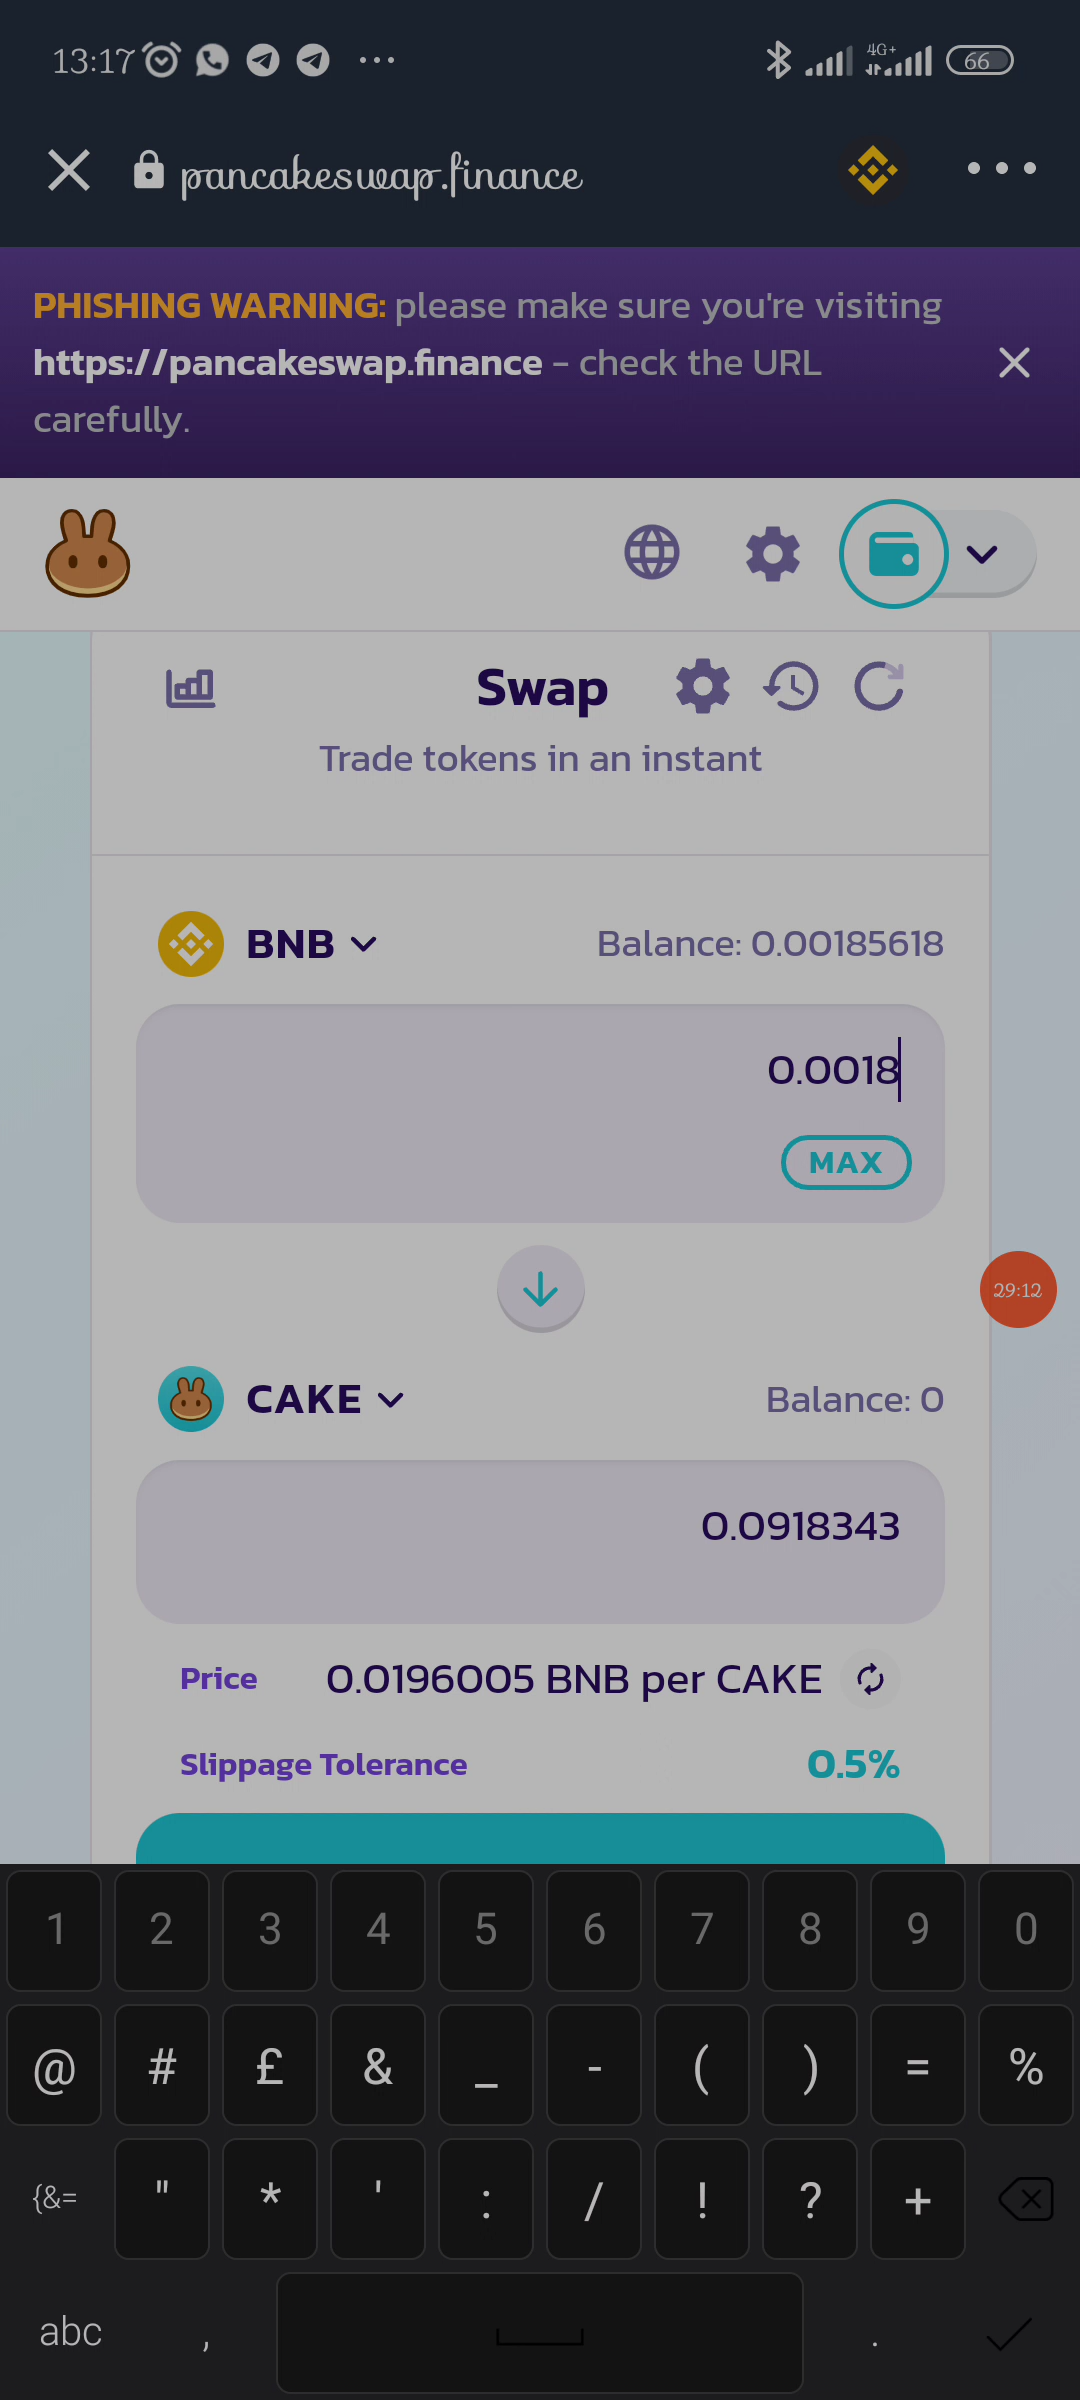 13:17 ... 4G+ 66
pancakeswap.finance
PHISHING WARNING: please make sure you're visiting
https://pancakeswap.finance - check the URL
carefully.
Swap
Trade tokens in an instant
BNB Balance: 0.00185618
0.0018
MAX
29:12
CAKE Balance: 0
0.0918343
Price 0.0196005 BNB per CAKE
Slippage Tolerance 0.5%
1 2 3 4 5 6 7 8 9 0
@ # £ & _ - ( ) = %
{&= " * ' : / ! ? +
abc , .